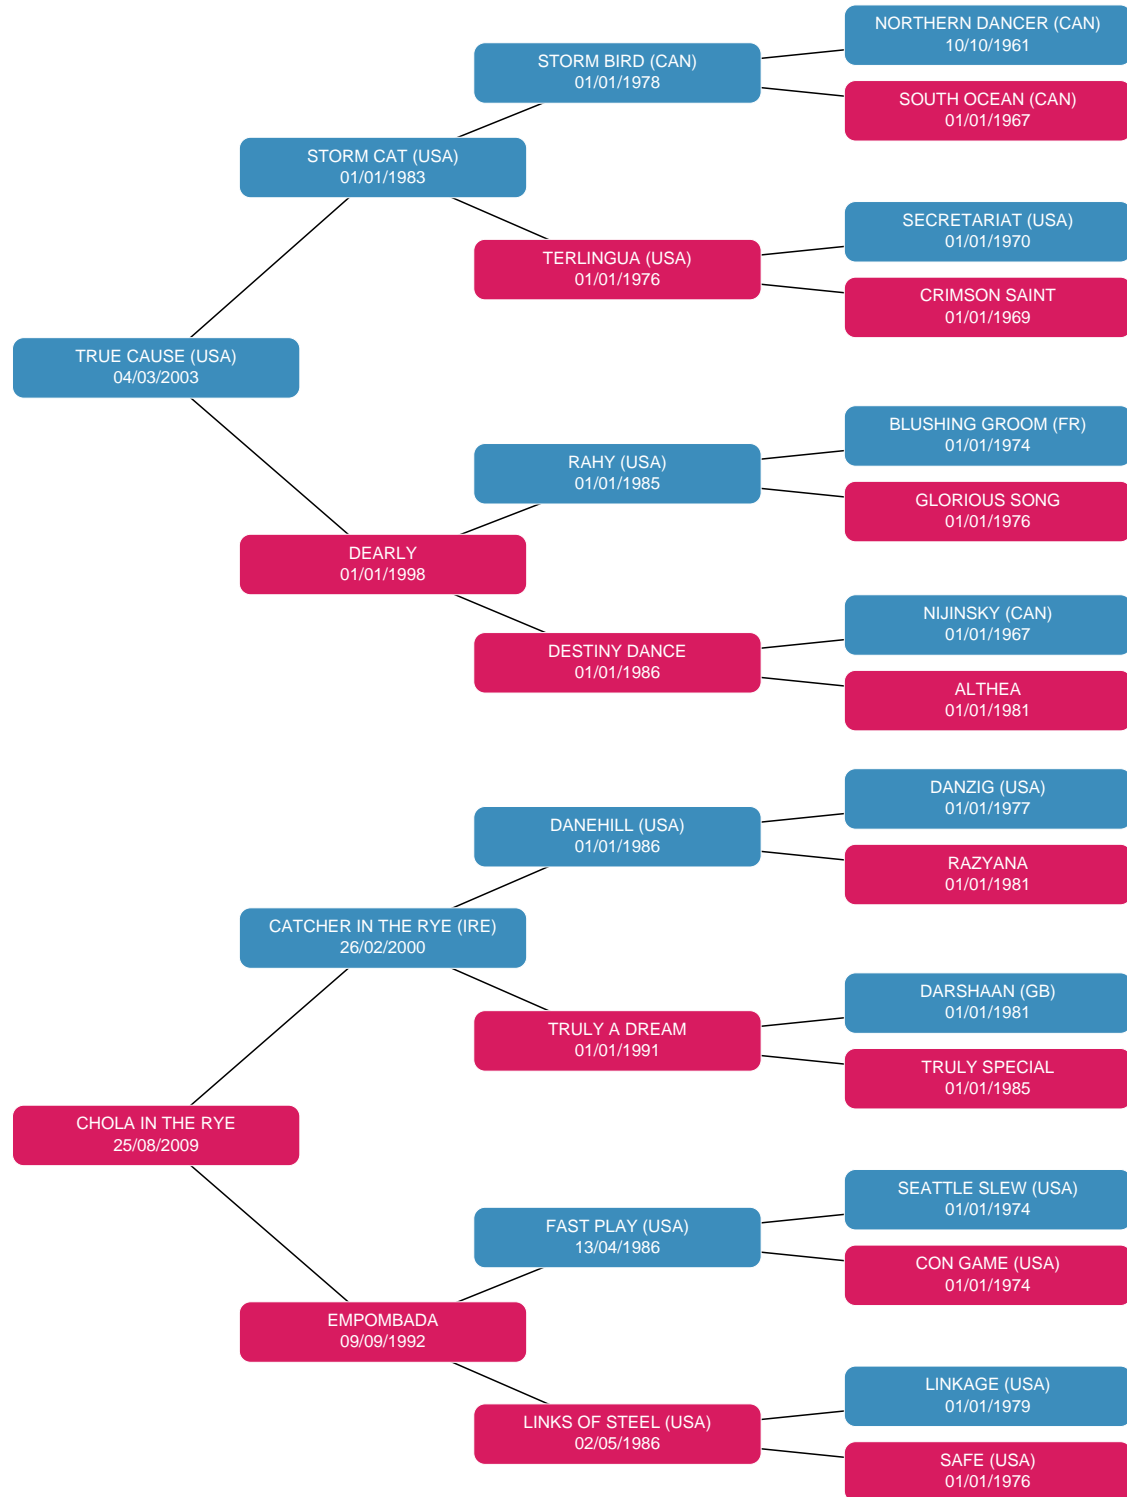 NORTHERN DANCER (CAN)
10/10/1961
STORM BIRD (CAN)
01/01/1978
SOUTH OCEAN (CAN)
01/01/1967
STORM CAT (USA)
01/01/1983
SECRETARIAT (USA)
01/01/1970
TERLINGUA (USA)
01/01/1976
CRIMSON SAINT
01/01/1969
TRUE CAUSE (USA)
04/03/2003
BLUSHING GROOM (FR)
01/01/1974
RAHY (USA)
01/01/1985
GLORIOUS SONG
01/01/1976
DEARLY
01/01/1998
NIJINSKY (CAN)
01/01/1967
DESTINY DANCE
01/01/1986
ALTHEA
01/01/1981
DANZIG (USA)
01/01/1977
DANEHILL (USA)
01/01/1986
RAZYANA
01/01/1981
CATCHER IN THE RYE (IRE)
26/02/2000
DARSHAAN (GB)
01/01/1981
TRULY A DREAM
01/01/1991
TRULY SPECIAL
01/01/1985
CHOLA IN THE RYE
25/08/2009
SEATTLE SLEW (USA)
01/01/1974
FAST PLAY (USA)
13/04/1986
CON GAME (USA)
01/01/1974
EMPOMBADA
09/09/1992
LINKAGE (USA)
01/01/1979
LINKS OF STEEL (USA)
02/05/1986
SAFE (USA)
01/01/1976